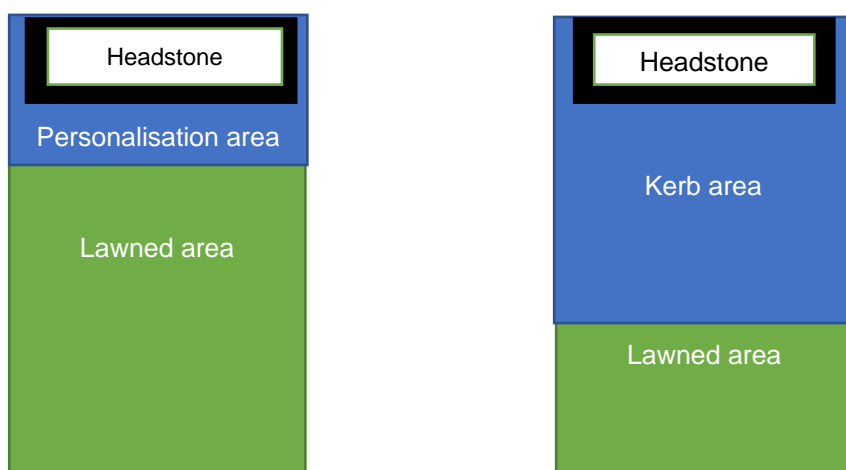 Headstone
Personalisation area
Lawned area
Headstone
Kerb area
Lawned area